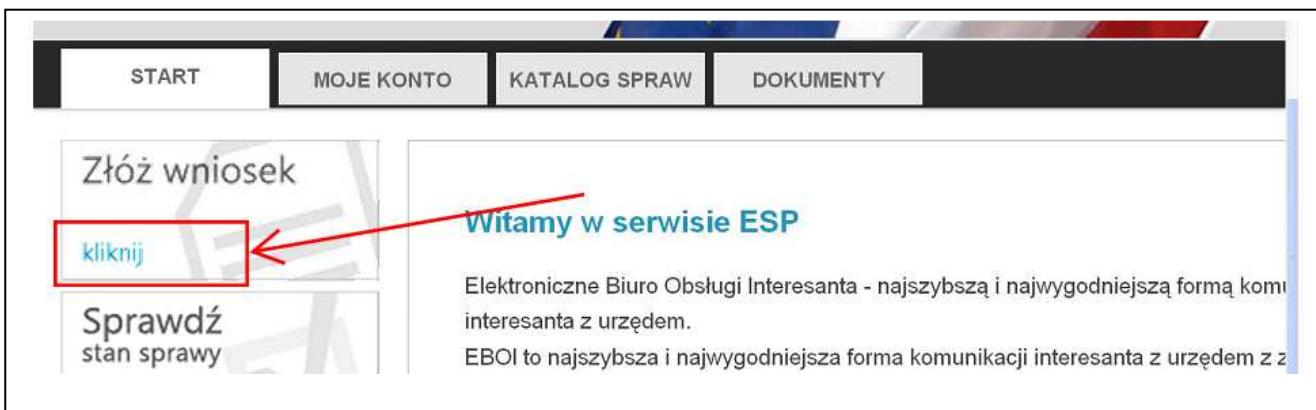 START MOJE KONTO KATALOG SPRAW DOKUMENTY
Złóż wniosek
kliknij
Sprawdź
stan sprawy
Witamy w serwisie ESP
Elektroniczne Biuro Obsługi Interesanta - najszybszą i najwygodniejszą formą
interesanta z urzędem.
EBOI to najszybsza i najwygodniejsza forma komunikacji interesanta z urzędem z